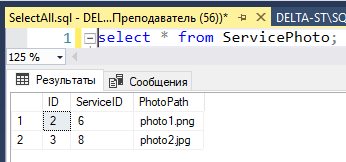 SelectAll.sql - DEL...Преподаватель (56))* DELTA-ST\SQ
1 select * from ServicePhoto;
125 %
Результаты Сообщения
ID ServiceID PhotoPath
1 2 6 photo1.png
2 3 8 photo2.jpg